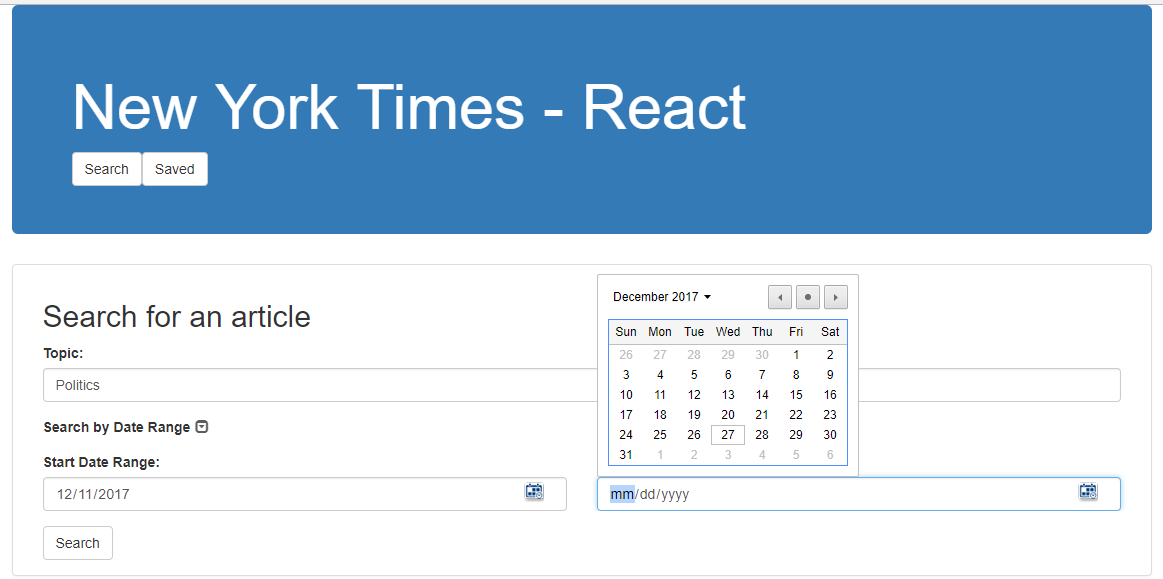 New York Times - React
Search Saved
Search for an article
Topic:
Politics
Search by Date Range
Start Date Range:
12/11/2017
December 2017
Sun Mon Tue Wed Thu Fri Sat
26 27 28 29 30 1 2
3 4 5 6 7 8 9
10 11 12 13 14 15 16
17 18 19 20 21 22 23
24 25 26 27 28 29 30
31 1 2 3 4 5 6
mm/dd/yyyy
Search